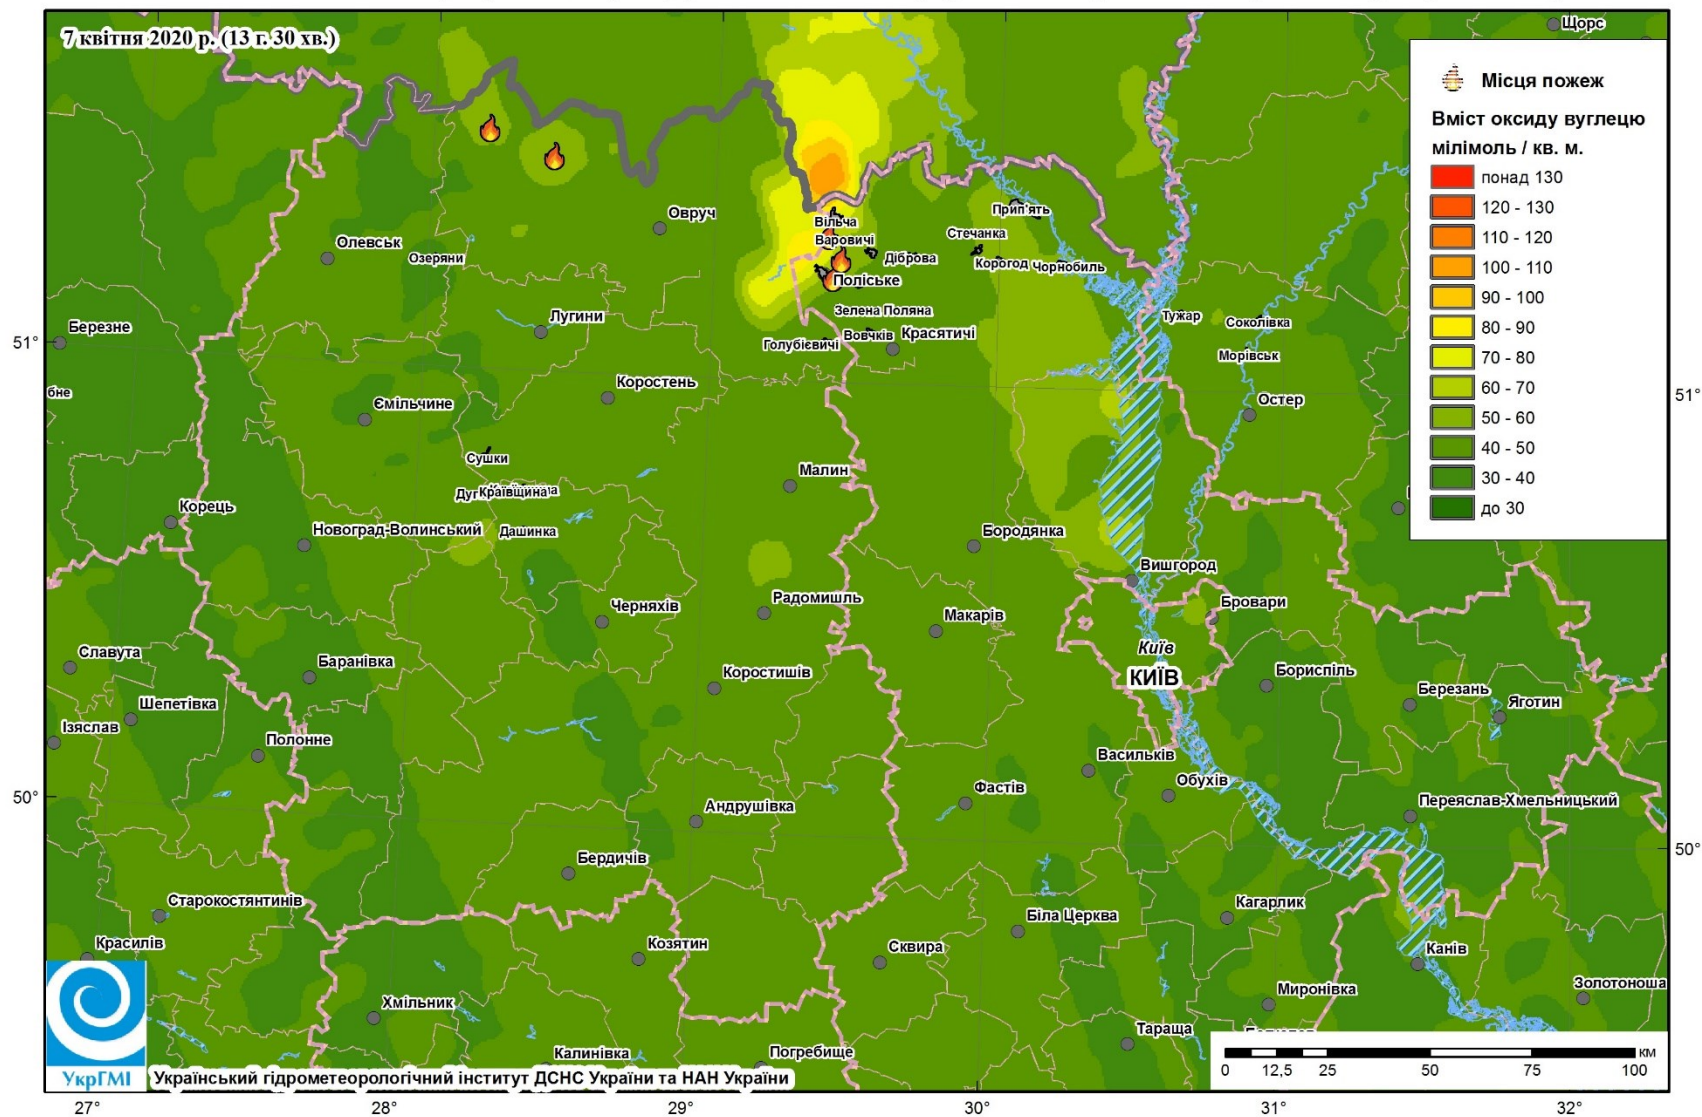 7 квітня 2020 р. (13 г. 30 хв.)
Щорс
Місця пожеж
Вміст оксиду вуглецю
мілімоль / кв. м.
понад 130
120 - 130
110 - 120
100 - 110
90 - 100
80 - 90
70 - 80
60 - 70
50 - 60
40 - 50
30 - 40
до 30
Овруч
Вільча
Прип'ять
Олевськ
Озеряни
Варовичі
Стечанка
Діброва
Корогод
Чорнобиль
Поліське
Зелена Поляна
Лугини
Тужар
Соколівка
Березне
Голубієвичі
Вовчків
Красятичі
Морівськ
51°
51°
бне
Ємільчине
Коростень
Остер
Сушки
Малин
Краївщина
Корець
Новоград-Волинський
Дашинка
Бородянка
Вишгород
Черняхів
Радомишль
Макарів
Бровари
Київ
КИЇВ
Славута
Баранівка
Коростишів
Бориспіль
Березань
Яготин
Шепетівка
Ізяслав
Полонне
Васильків
Обухів
50°
Андрушівка
Фастів
Переяслав-Хмельницький
50°
Бердичів
Старокостянтинів
Біла Церква
Кагарлик
Красилів
Козятин
Сквира
Канів
Хмільник
Миронівка
Золотоноша
Тараща
Калинівка
Погребище
УкрГМІ
Український гідрометеорологічний інститут ДСНС України та НАН України
км
0 12,5 25 50 75 100
27° 28° 29° 30° 31° 32°